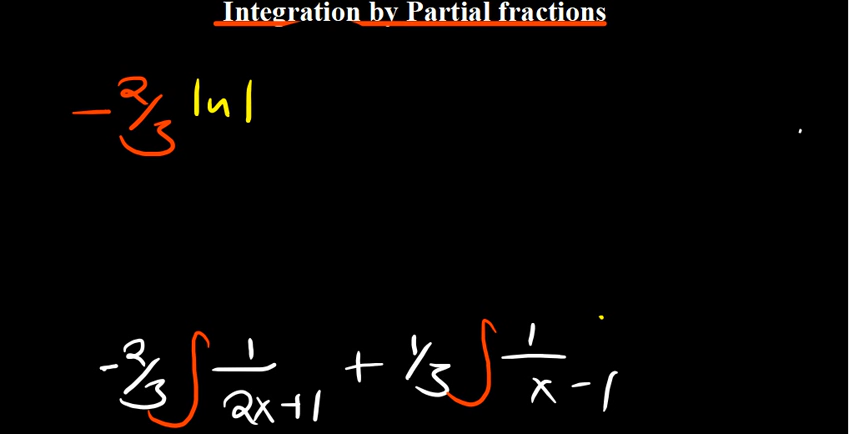 Integration by Partial fractions
-2/3 ln|
-2/3 ∫ 1/(2x+1) + 1/3 ∫ 1/(x-1)